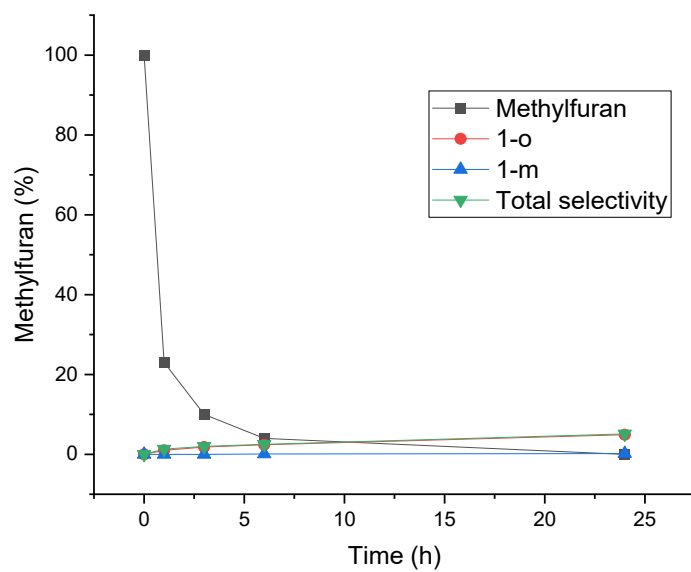 100
80
60
40
20
0
Methylfuran (%)
Methylfuran
1-o
1-m
Total selectivity
0 5 10 15 20 25
Time (h)